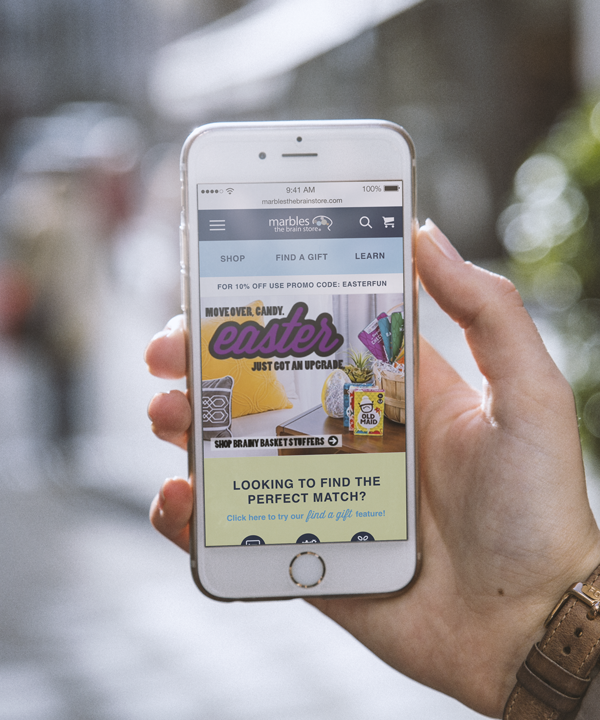 9:41 AM 100%
marblesthebrainstore.com
marbles
the brain store
SHOP FIND A GIFT LEARN
FOR 10% OFF USE PROMO CODE: EASTERFUN
MOVE OVER, CANDY.
easter
JUST GOT AN UPGRADE
OLD
MAID
SHOP BRAINY BASKET STUFFERS
LOOKING TO FIND THE
PERFECT MATCH?
Click here to try our find a gift feature!